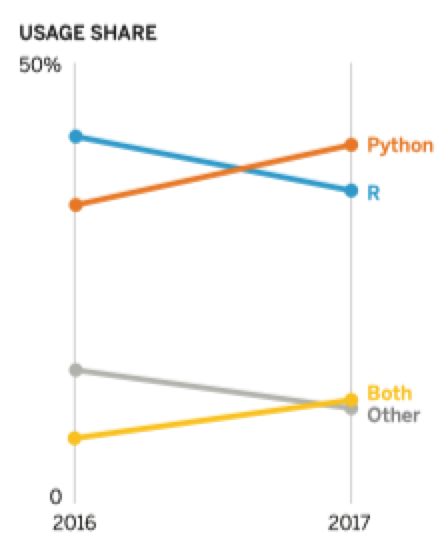 USAGE SHARE
50%
Python
R
Both
Other
0
2016 2017